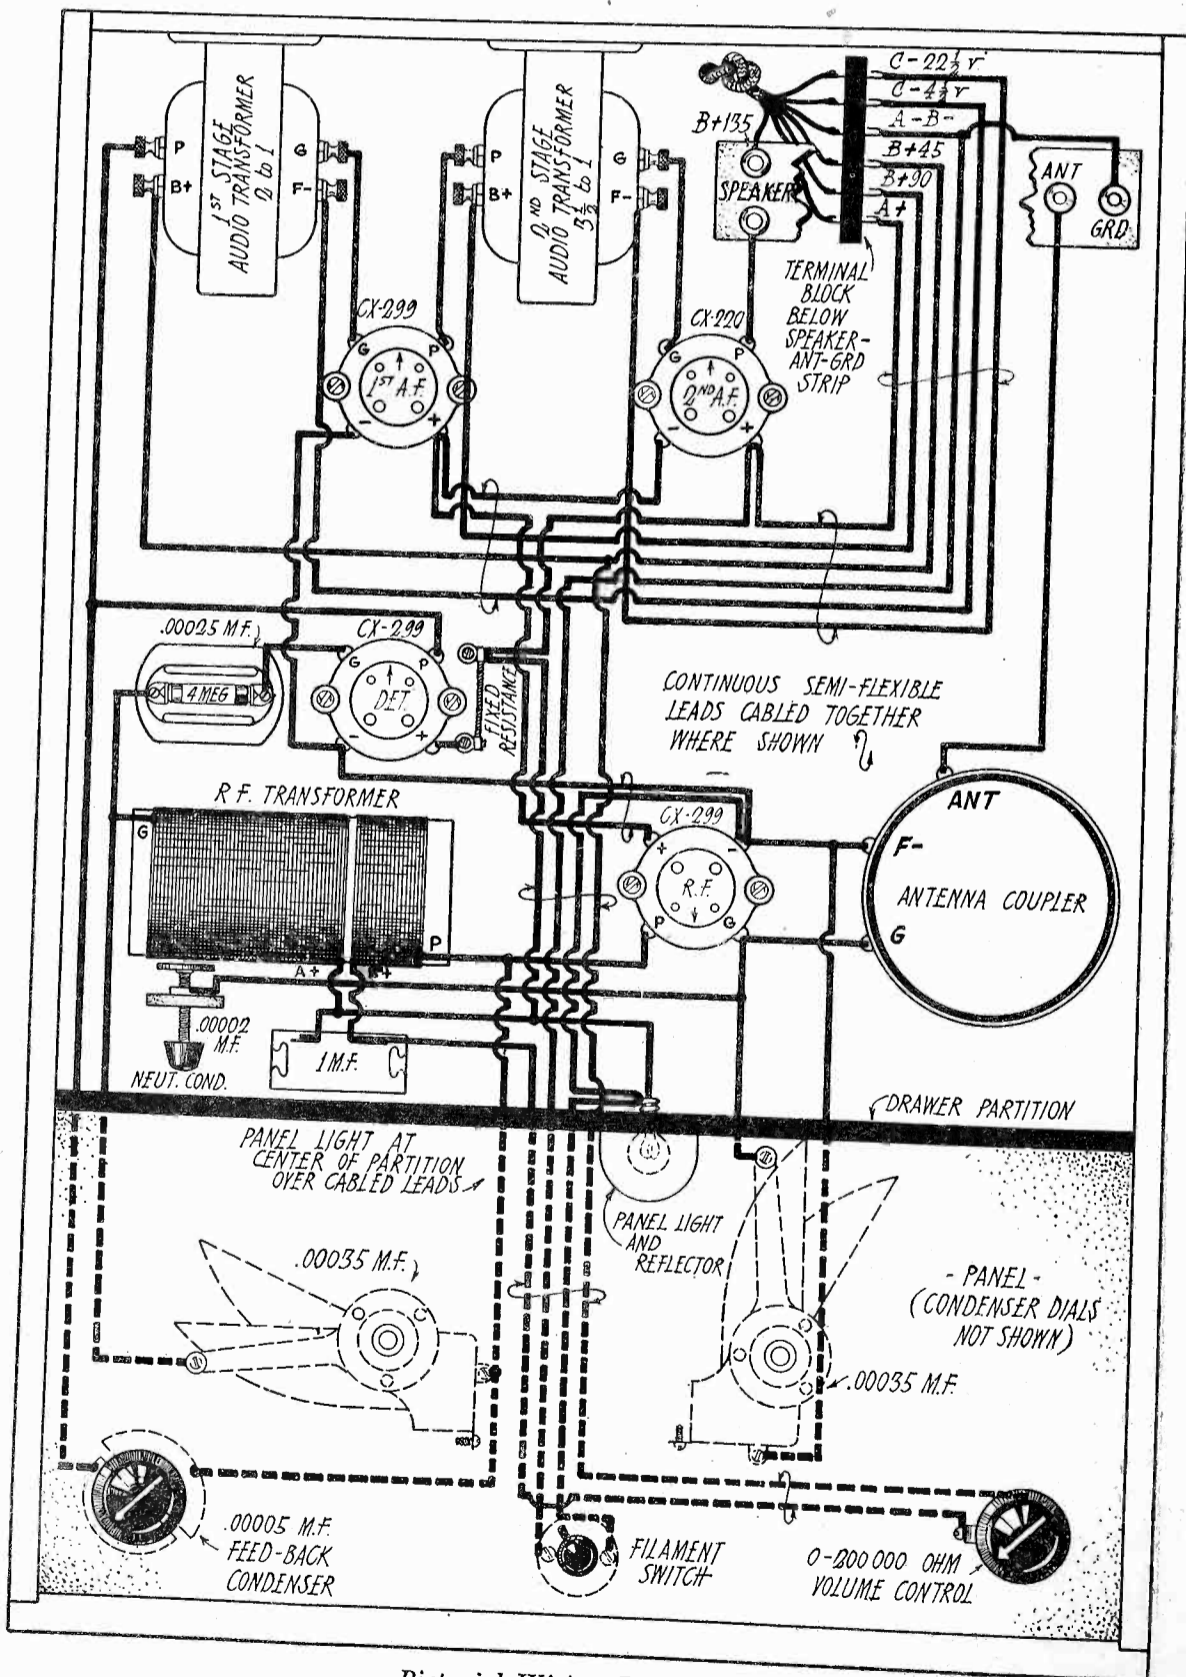 1ST STAGE
AUDIO TRANSFORMER
2 to 1
P
B+
G
F-
2ND STAGE
AUDIO TRANSFORMER
3½ to 1
P
B+
G
F-
B+135
SPEAKER
C-22½ V
C-4½ V
A-B-
B+45
B+90
A+
ANT
GRD
TERMINAL
BLOCK
BELOW
SPEAKER-
ANT-GRD
STRIP
CX-299
G P
1ST A.F.
- +
CX-220
G P
2ND A.F.
- +
.00025 M.F.
4 MEG
CX-299
G P
DET.
- +
FIXED
RESISTANCE
CONTINUOUS SEMI-FLEXIBLE
LEADS CABLED TOGETHER
WHERE SHOWN
R.F. TRANSFORMER
G
P
A+ B+
CX-299
+ -
R.F.
P G
ANT
F-
ANTENNA COUPLER
G
.00002
M.F.
NEUT. COND.
1 M.F.
DRAWER PARTITION
PANEL LIGHT AT
CENTER OF PARTITION
OVER CABLED LEADS
PANEL LIGHT
AND
REFLECTOR
.00035 M.F.
- PANEL -
(CONDENSER DIALS
NOT SHOWN)
.00035 M.F.
.00005 M.F.
FEED-BACK
CONDENSER
FILAMENT
SWITCH
0-200000 OHM
VOLUME CONTROL